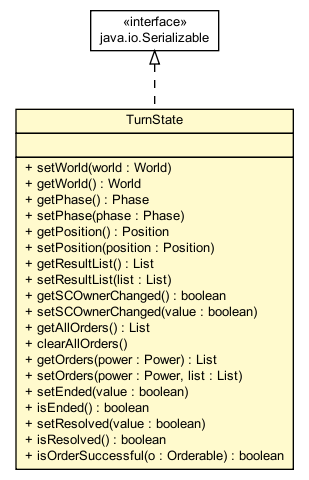 «interface»
java.io.Serializable
TurnState
+ setWorld(world : World)
+ getWorld() : World
+ getPhase() : Phase
+ setPhase(phase : Phase)
+ getPosition() : Position
+ setPosition(position : Position)
+ getResultList() : List
+ setResultList(list : List)
+ getSCOwnerChanged() : boolean
+ setSCOwnerChanged(value : boolean)
+ getAllOrders() : List
+ clearAllOrders()
+ getOrders(power : Power) : List
+ setOrders(power : Power, list : List)
+ setEnded(value : boolean)
+ isEnded() : boolean
+ setResolved(value : boolean)
+ isResolved() : boolean
+ isOrderSuccessful(o : Orderable) : boolean